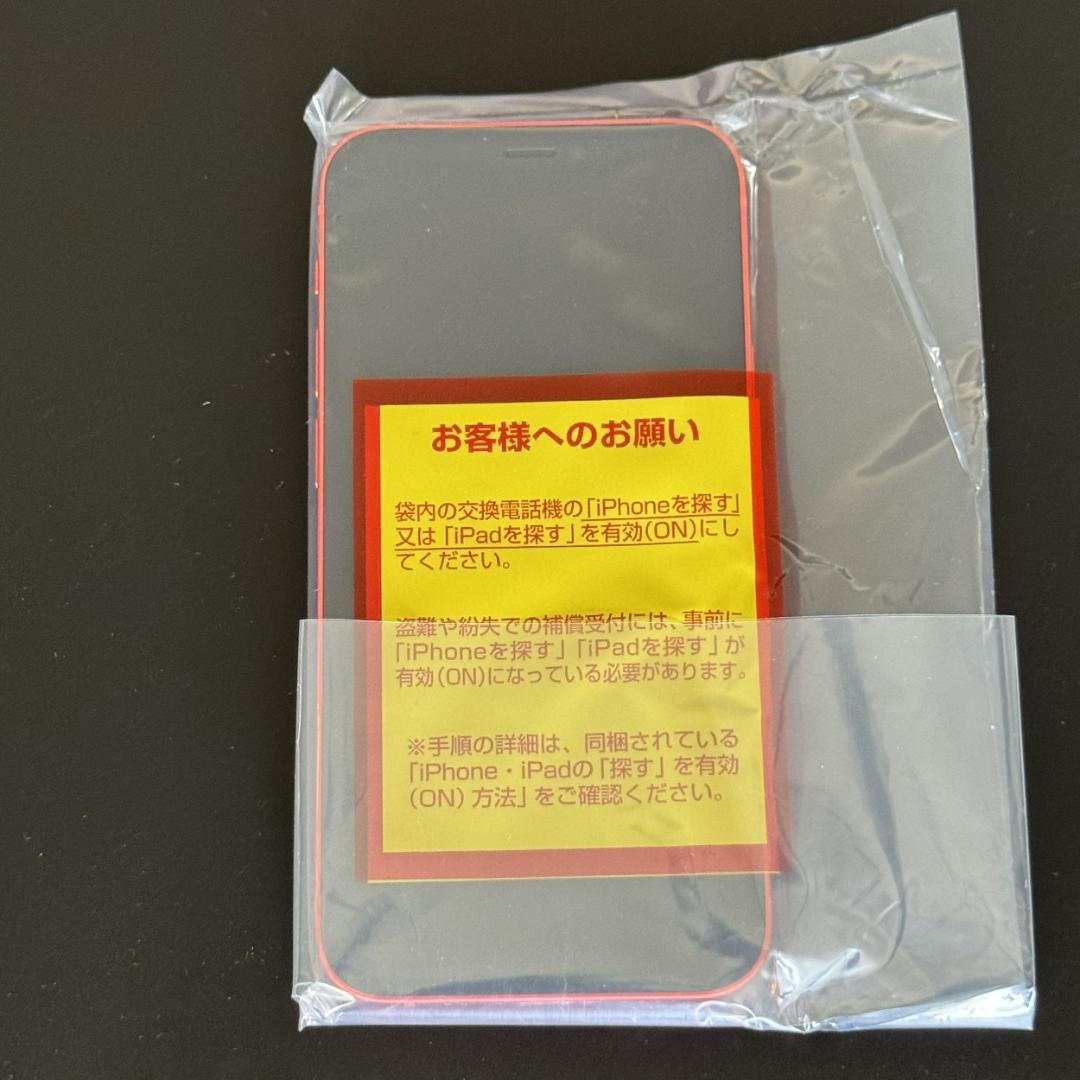 お客様へのお願い
袋内の交換電話機の「iPhoneを探す」
又は「iPadを探す」を有効(ON)にし
てください。
盗難や紛失での補償受付には、事前に
「iPhoneを探す」「iPadを探す」が
有効(ON)になっている必要があります。
※手順の詳細は、同梱されている
「iPhone・iPadの「探す」を有効
(ON)方法」をご確認ください。